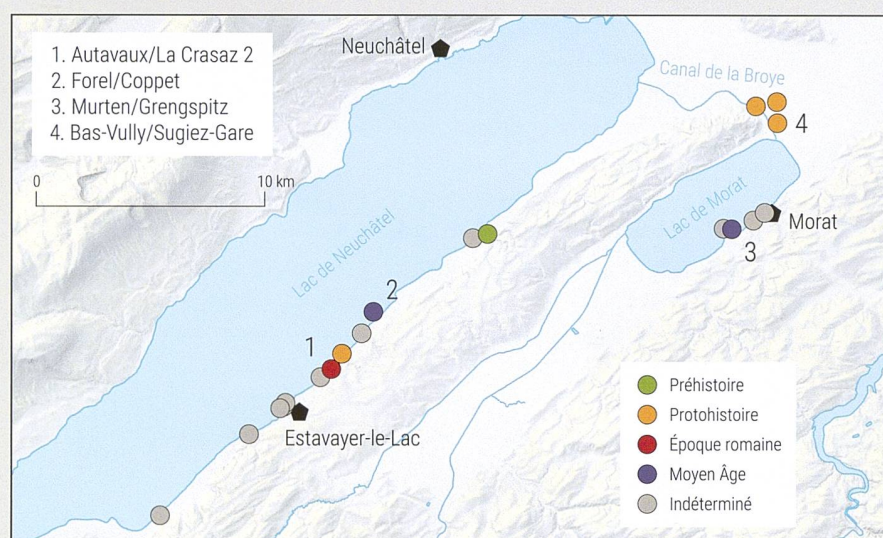 1. Autavaux/La Crasaz 2
2. Forel/Coppet
3. Murten/Grengspitz
4. Bas-Vully/Sugiez-Gare
0 10 km
Neuchâtel
Canal de la Broye
4
Lac de Neuchâtel
Lac de Morat
Morat
3
2
1
Estavayer-le-Lac
Préhistoire
Protohistoire
Époque romaine
Moyen Âge
Indéterminé